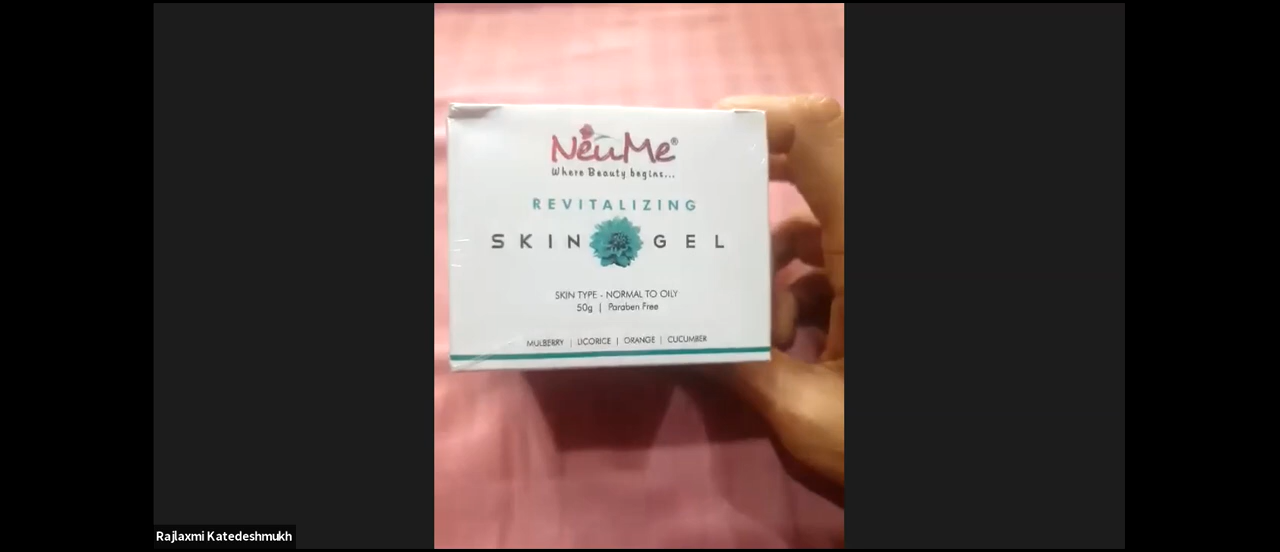 NeuMe®
Where Beauty begins...
REVITALIZING
SKIN GEL
SKIN TYPE - NORMAL TO OILY
50g | Paraben Free
MULBERRY | LICORICE | ORANGE | CUCUMBER
Rajlaxmi Katedeshmukh